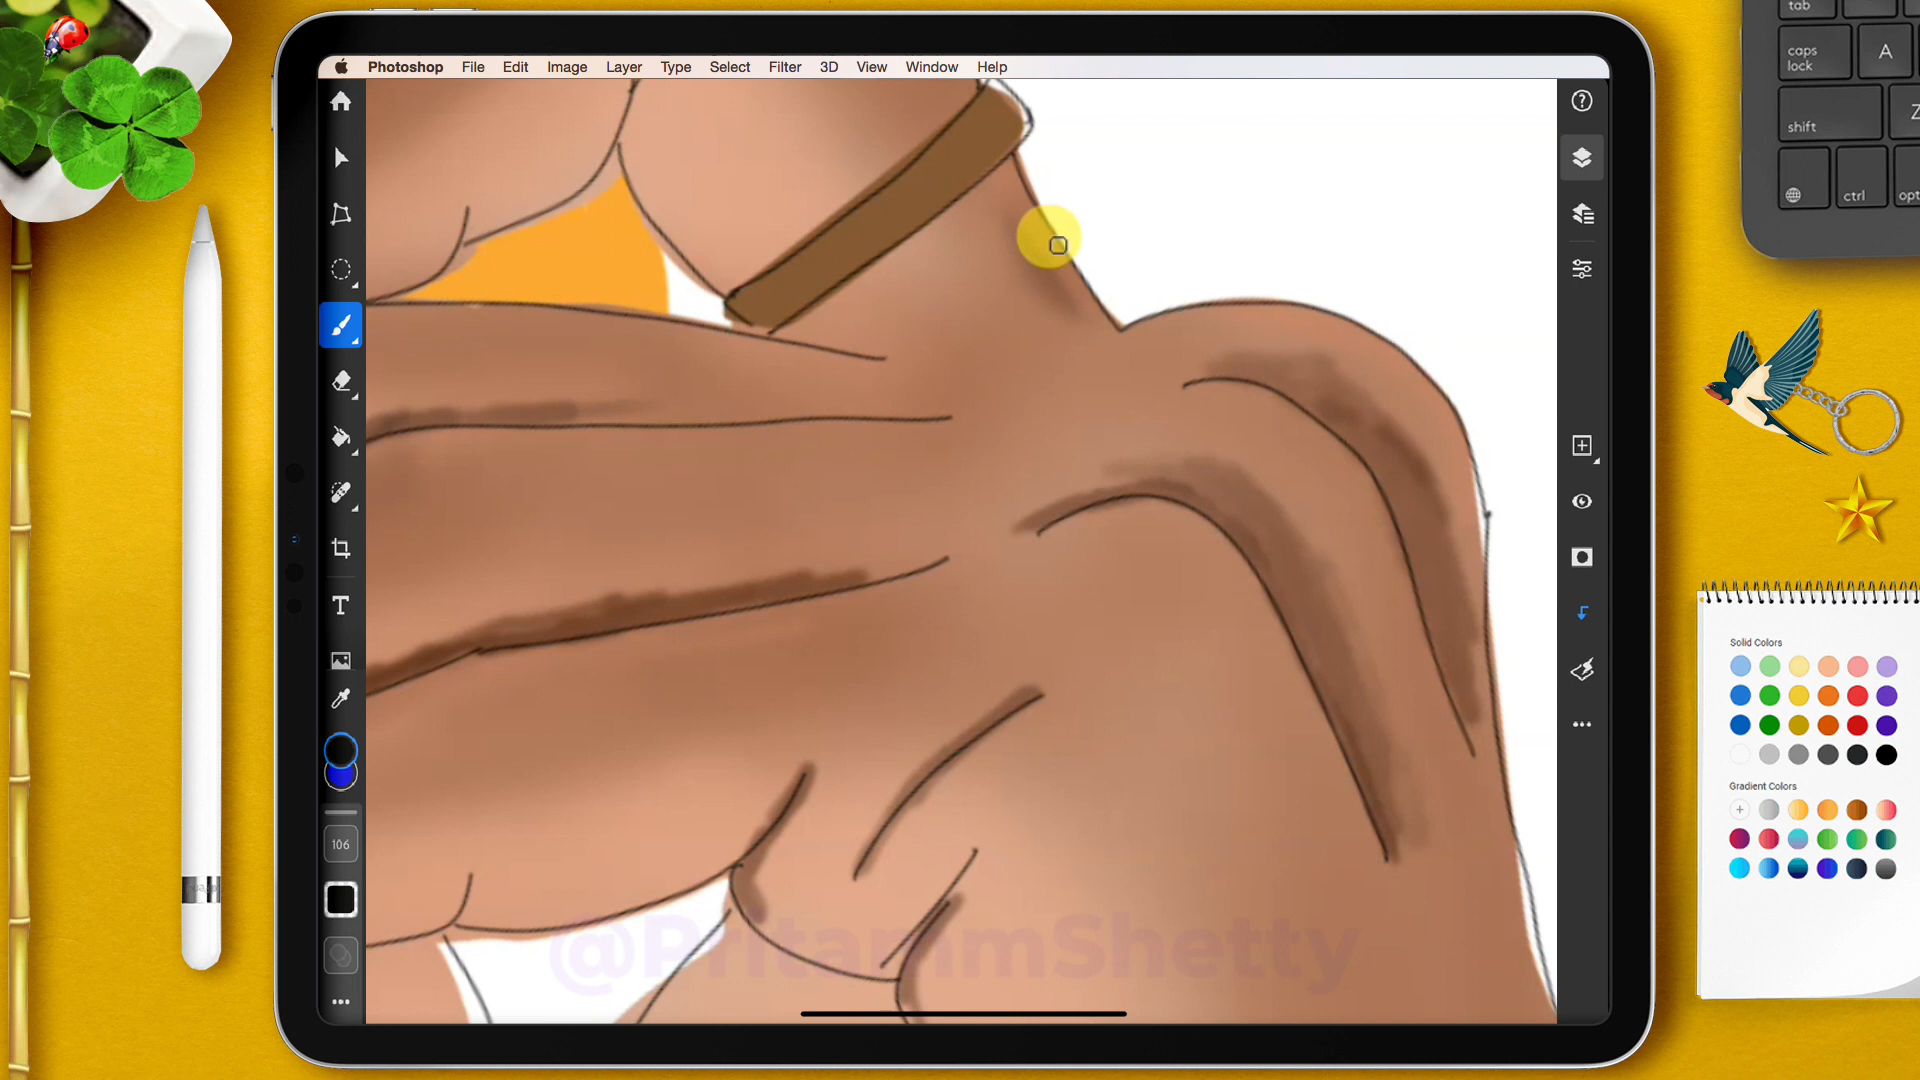 tab
caps
lock
A
shift
Z
ctrl
opt
Photoshop File Edit Image Layer Type Select Filter 3D View Window Help
T
106
Solid Colors
Gradient Colors
@PritammShetty